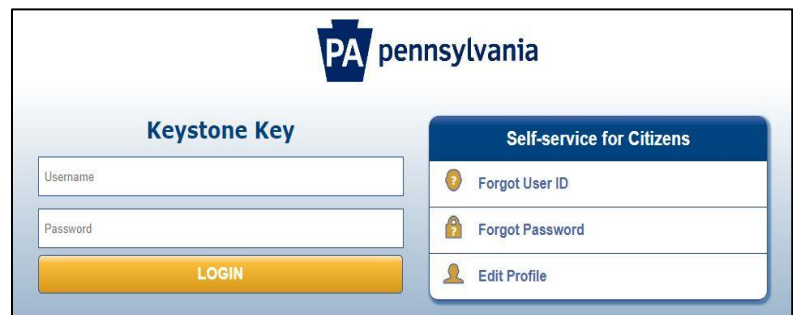 PA pennsylvania
Keystone Key
Username
Password
LOGIN
Self-service for Citizens
? Forgot User ID
? Forgot Password
Edit Profile